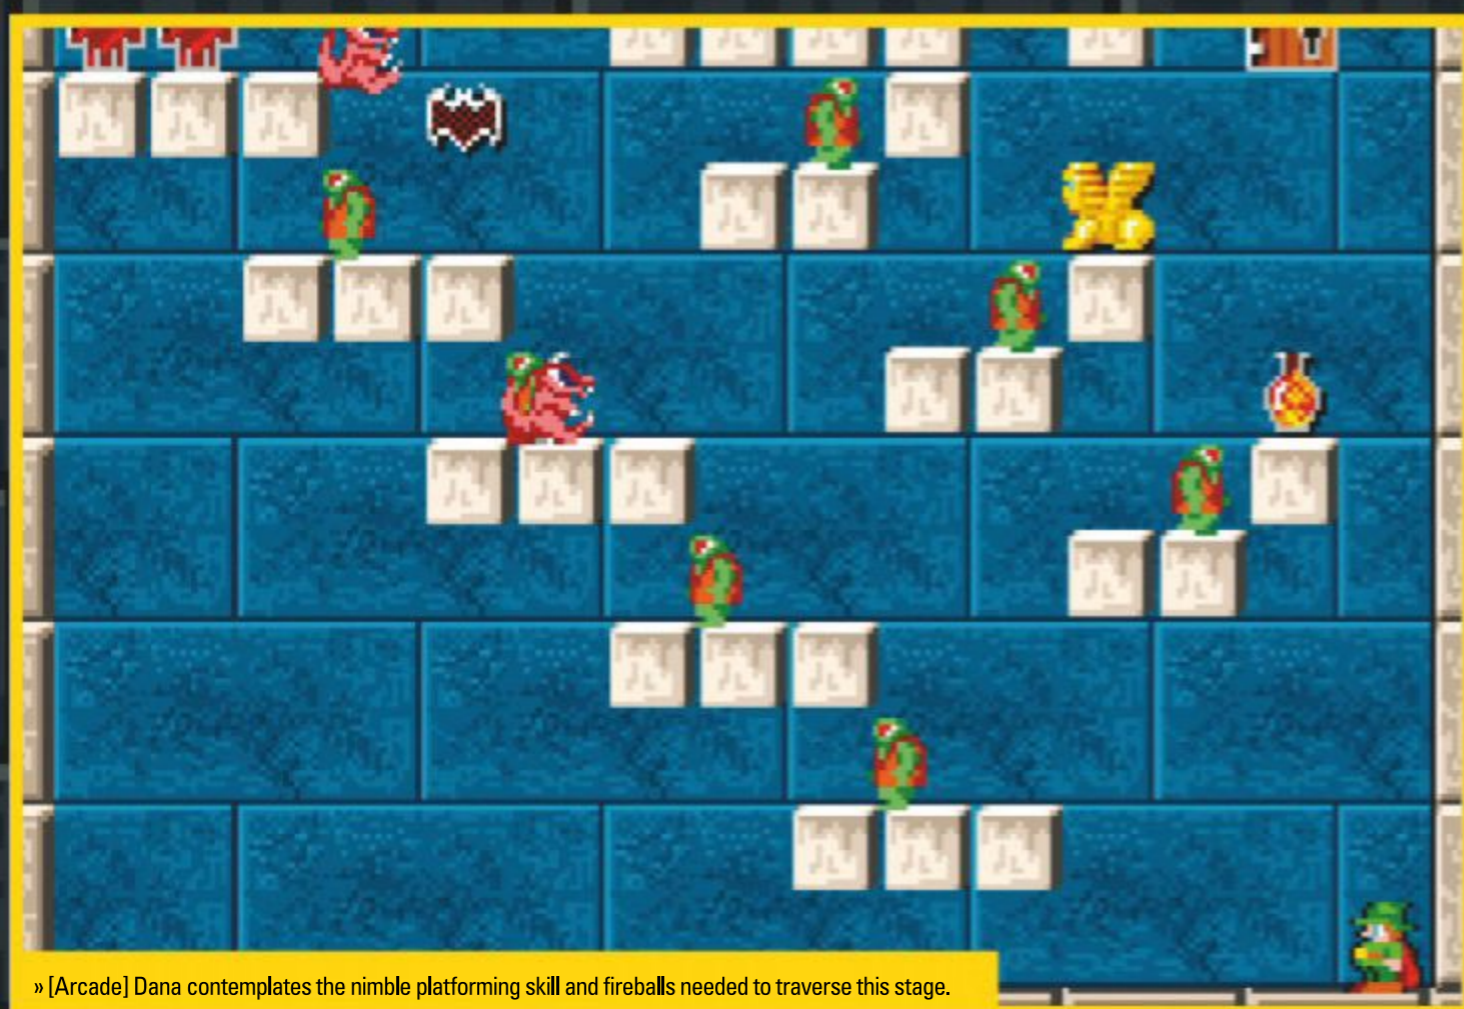 » [Arcade] Dana contemplates the nimble platforming skill and fireballs needed to traverse this stage.